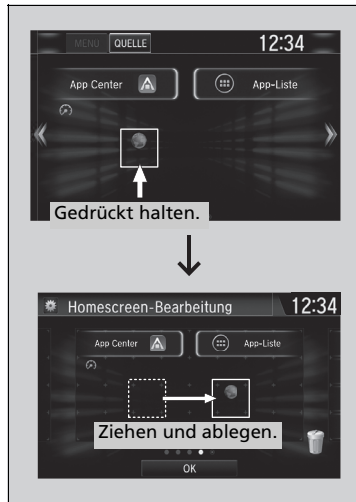 MENÜ QUELLE 12:34
App Center App-Liste
Gedrückt halten.
Homescreen-Bearbeitung 12:34
App Center App-Liste
Ziehen und ablegen.
OK